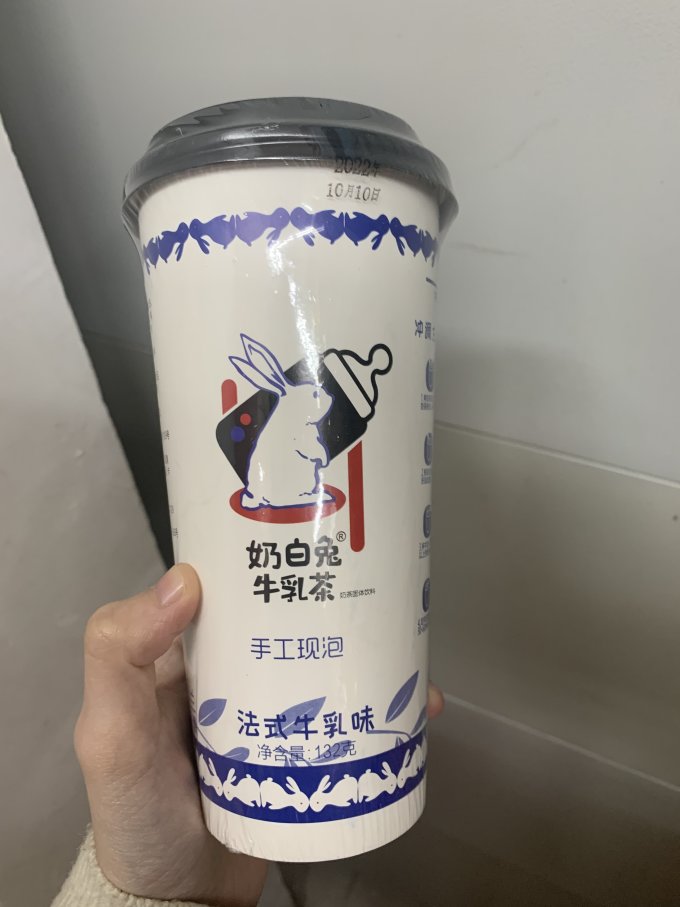 2022年
10月10日
奶白兔®
牛乳茶
奶茶固体饮料
手工现泡
法式牛乳味
净含量:132克